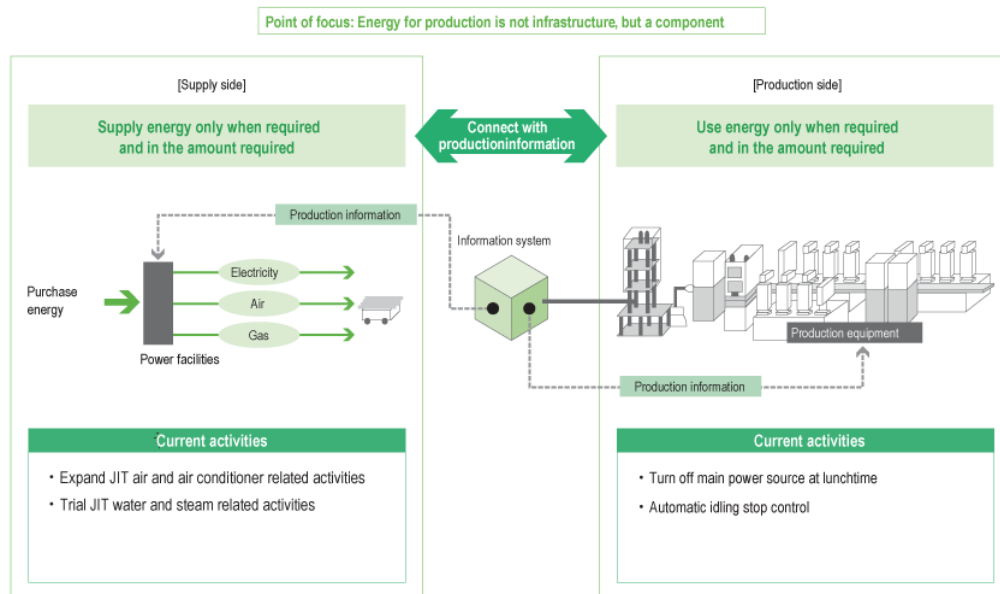 Point of focus: Energy for production is not infrastructure, but a component
[Supply side]
Supply energy only when required
and in the amount required
Connect with
productioninformation
[Production side]
Use energy only when required
and in the amount required
Production information
Information system
Purchase
energy
Electricity
Air
Gas
Power facilities
Production equipment
Production information
Current activities
・Expand JIT air and air conditioner related activities
・Trial JIT water and steam related activities
Current activities
・Turn off main power source at lunchtime
・Automatic idling stop control